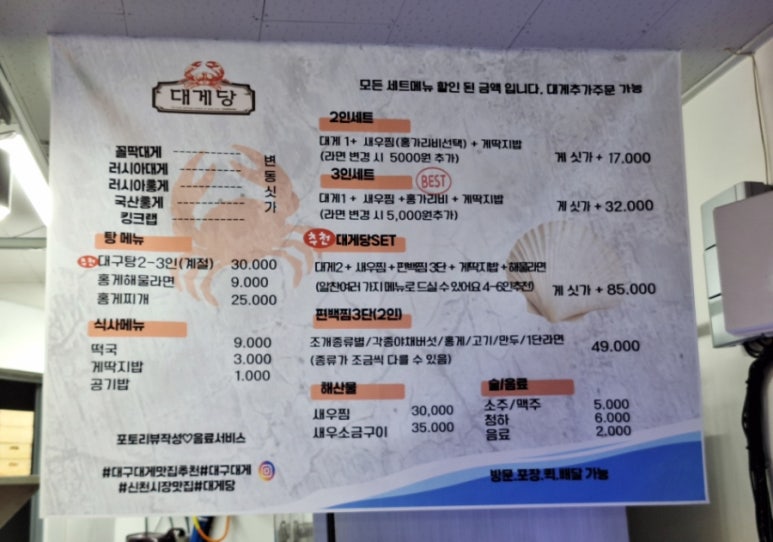 대게당
모든 세트메뉴 할인 된 금액 입니다. 대게추가주문 가능
꼴딱대게
러시아대게
러시아홍게
국산홍게
킹크랩
변동싯가
탕 메뉴
추천 대구탕2-3인(계절) 30.000
홍게해물라면 9.000
홍게찌개 25.000
식사메뉴
떡국 9.000
게딱지밥 3.000
공기밥 1.000
포토리뷰작성♡음료서비스
#대구대게맛집추천#대구대게
#신천시장맛집#대게당
2인세트
대게 1+ 새우찜(홍가리비선택) + 게딱지밥
(라면 변경 시 5000원 추가) 게 싯가 + 17.000
3인세트 BEST
대게1 + 새우찜 +홍가리비 + 게딱지밥
(라면 변경 시 5,000원추가) 게 싯가 + 32.000
추천 대게당SET
대게2 + 새우찜 + 편백찜 3단 + 게딱지밥 + 해물라면
(알찬여러 가지 메뉴로 드실 수 있어요 4-6인추천) 게 싯가 + 85.000
편백찜3단(2인)
조개종류별/각종야채버섯/홍게/고기/만두/1단라면 49.000
(종류가 조금씩 다를 수 있음)
해산물
새우찜 30,000
새우소금구이 35.000
술/음료
소주/맥주 5.000
청하 6.000
음료 2.000
방문.포장.퀵.배달 가능